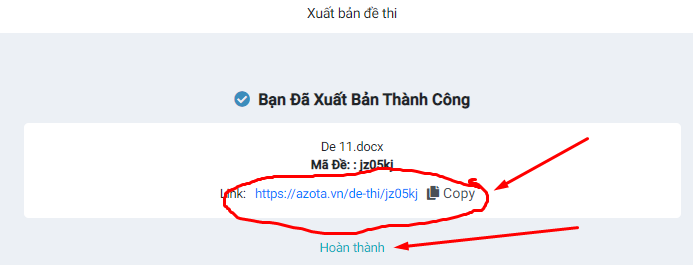 Xuất bản đề thi
Bạn Đã Xuất Bản Thành Công
De 11.docx
Mã Đề: : jz05kj
Link: https://azota.vn/de-thi/jz05kj Copy
Hoàn thành